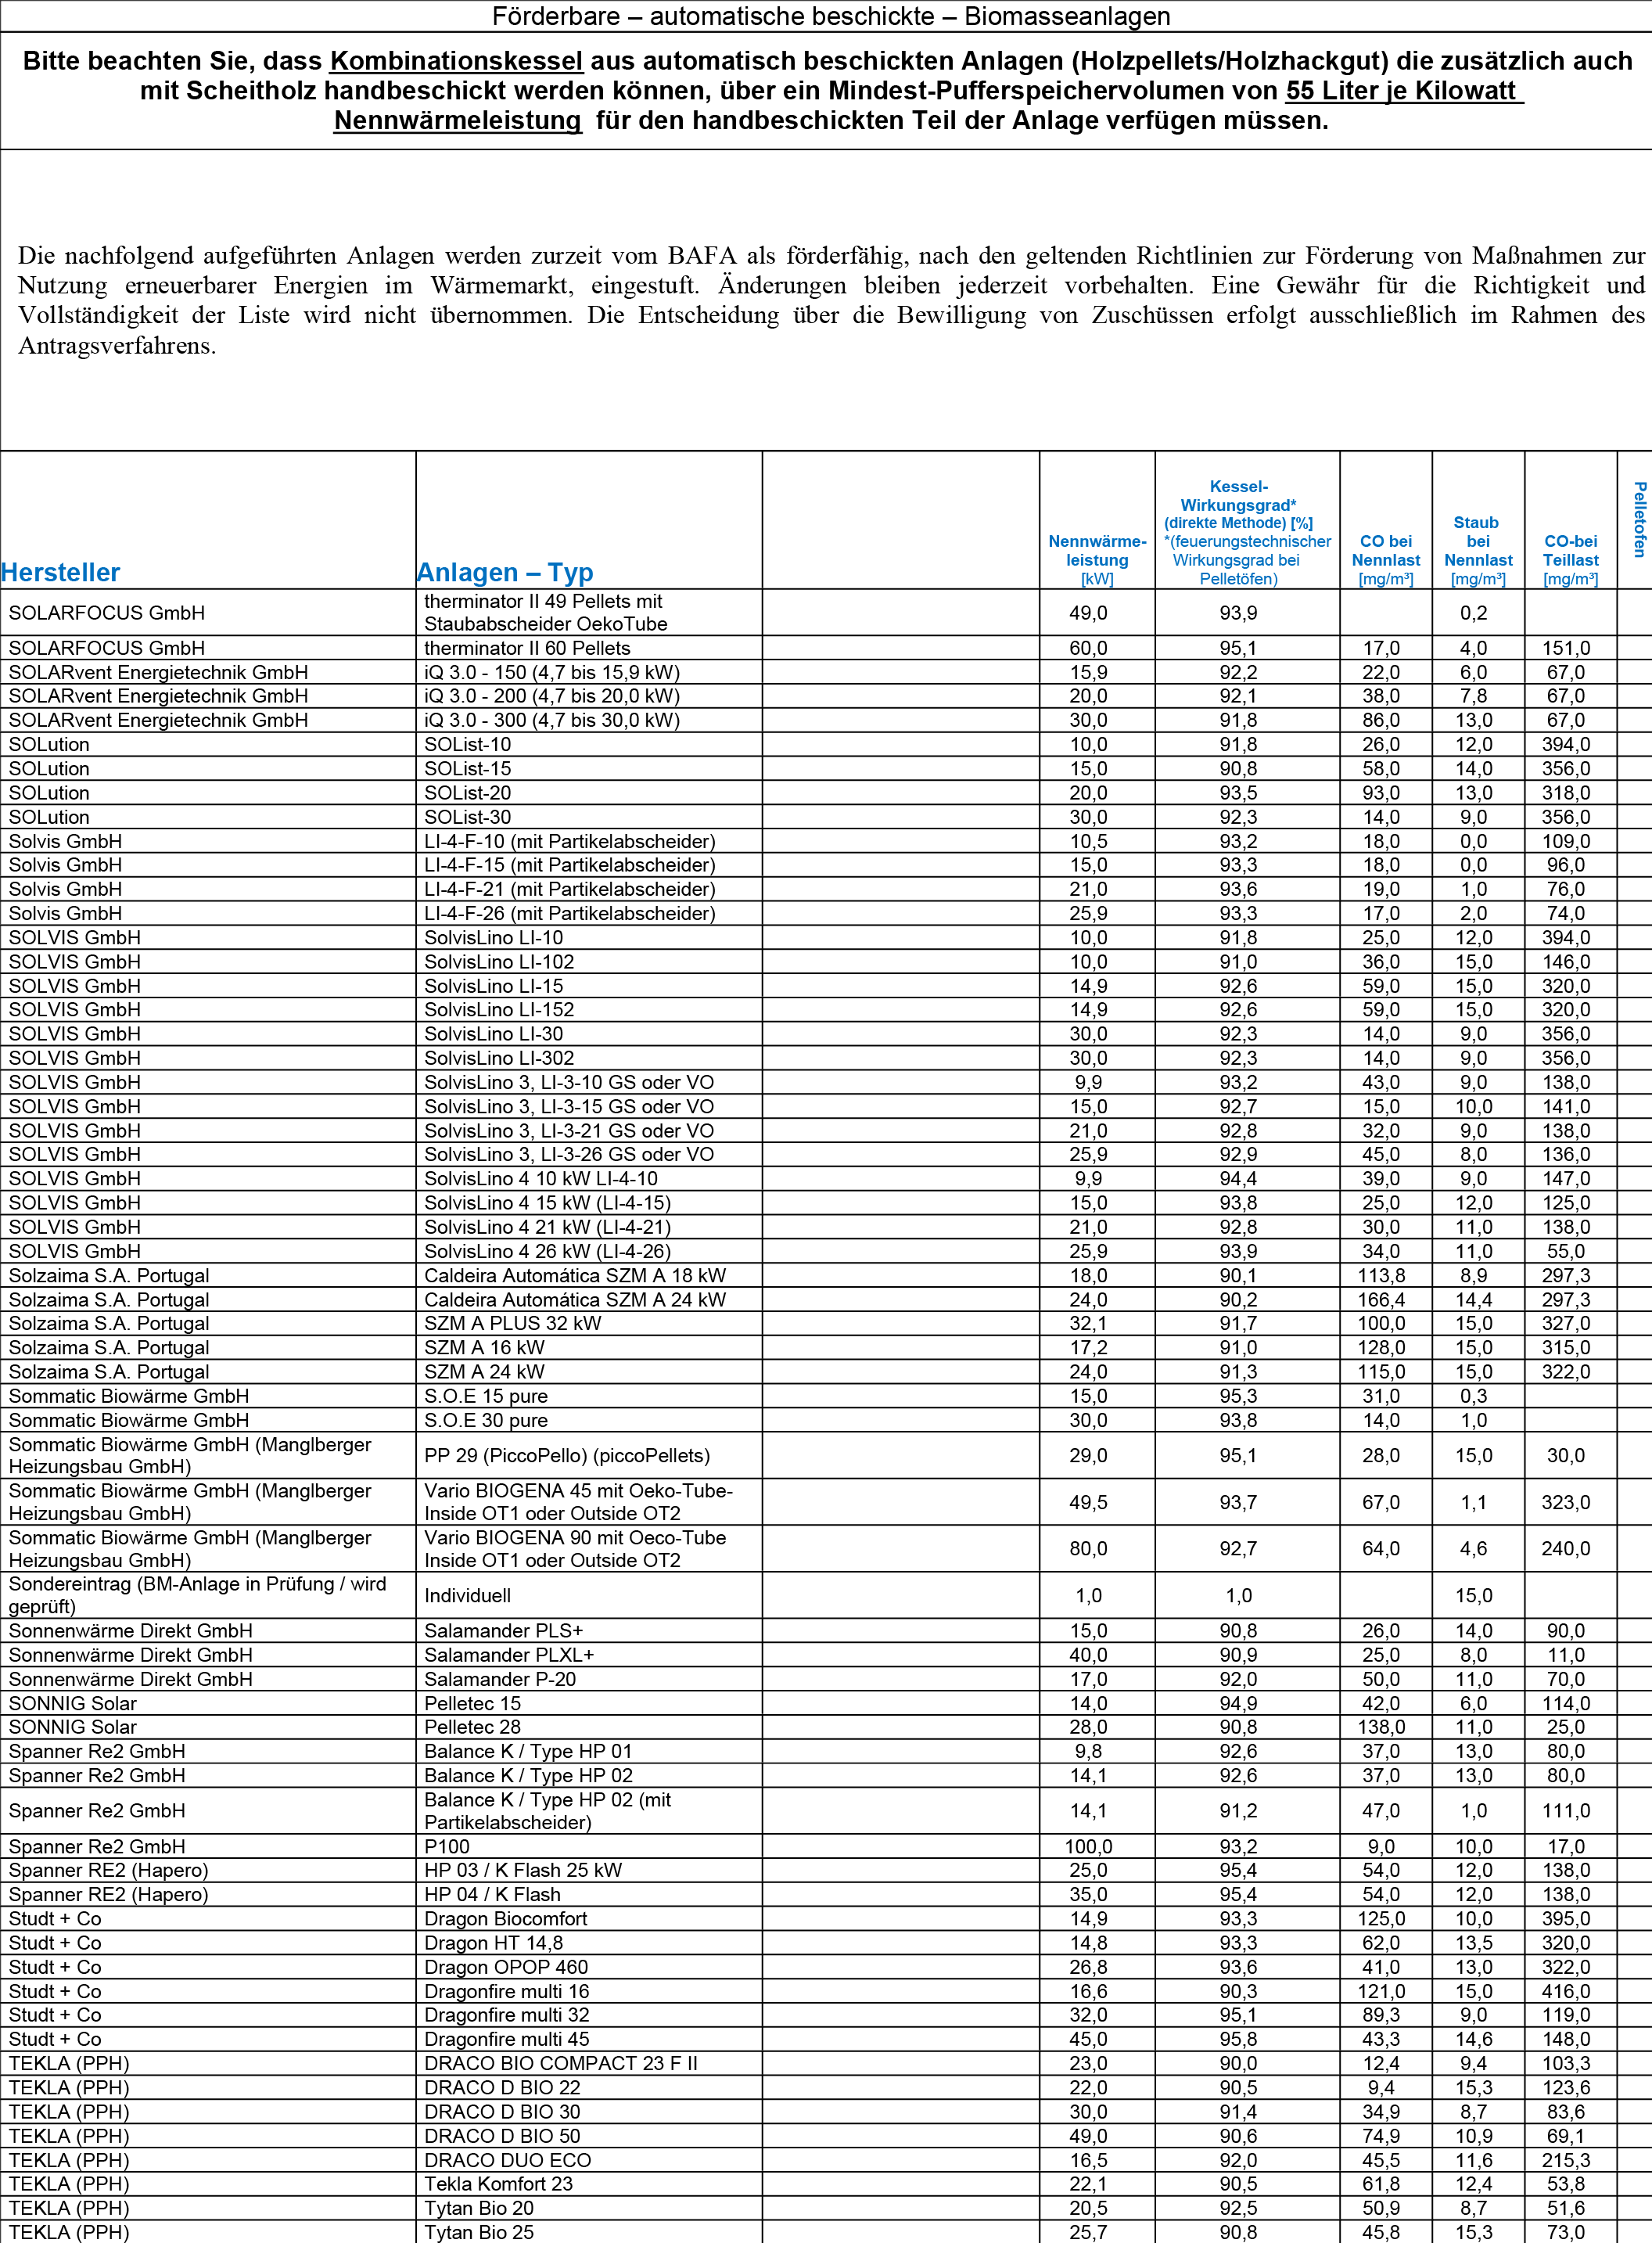 Förderbare – automatische beschickte – Biomasseanlagen
Bitte beachten Sie, dass Kombinationskessel aus automatisch beschickten Anlagen (Holzpellets/Holzhackgut) die zusätzlich auch
mit Scheitholz handbeschickt werden können, über ein Mindest-Pufferspeichervolumen von 55 Liter je Kilowatt
Nennwärmeleistung für den handbeschickten Teil der Anlage verfügen müssen.
Die nachfolgend aufgeführten Anlagen werden zurzeit vom BAFA als förderfähig, nach den geltenden Richtlinien zur Förderung von Maßnahmen zur
Nutzung erneuerbarer Energien im Wärmemarkt, eingestuft. Änderungen bleiben jederzeit vorbehalten. Eine Gewähr für die Richtigkeit und
Vollständigkeit der Liste wird nicht übernommen. Die Entscheidung über die Bewilligung von Zuschüssen erfolgt ausschließlich im Rahmen des
Antragsverfahrens.
Hersteller
Anlagen – Typ
Nennwärme-
leistung
[kW]
Kessel-
Wirkungsgrad*
(direkte Methode) [%]
*(feuerungstechnischer
Wirkungsgrad bei
Pelletöfen)
CO bei
Nennlast
[mg/m³]
Staub
bei
Nennlast
[mg/m³]
CO-bei
Teillast
[mg/m³]
Pelletofen
SOLARFOCUS GmbH therminator II 49 Pellets mit
Staubabscheider OekoTube 49,0 93,9 0,2
SOLARFOCUS GmbH therminator II 60 Pellets 60,0 95,1 17,0 4,0 151,0
SOLARvent Energietechnik GmbH iQ 3.0 - 150 (4,7 bis 15,9 kW) 15,9 92,2 22,0 6,0 67,0
SOLARvent Energietechnik GmbH iQ 3.0 - 200 (4,7 bis 20,0 kW) 20,0 92,1 38,0 7,8 67,0
SOLARvent Energietechnik GmbH iQ 3.0 - 300 (4,7 bis 30,0 kW) 30,0 91,8 86,0 13,0 67,0
SOLution SOList-10 10,0 91,8 26,0 12,0 394,0
SOLution SOList-15 15,0 90,8 58,0 14,0 356,0
SOLution SOList-20 20,0 93,5 93,0 13,0 318,0
SOLution SOList-30 30,0 92,3 14,0 9,0 356,0
Solvis GmbH LI-4-F-10 (mit Partikelabscheider) 10,5 93,2 18,0 0,0 109,0
Solvis GmbH LI-4-F-15 (mit Partikelabscheider) 15,0 93,3 18,0 0,0 96,0
Solvis GmbH LI-4-F-21 (mit Partikelabscheider) 21,0 93,6 19,0 1,0 76,0
Solvis GmbH LI-4-F-26 (mit Partikelabscheider) 25,9 93,3 17,0 2,0 74,0
SOLVIS GmbH SolvisLino LI-10 10,0 91,8 25,0 12,0 394,0
SOLVIS GmbH SolvisLino LI-102 10,0 91,0 36,0 15,0 146,0
SOLVIS GmbH SolvisLino LI-15 14,9 92,6 59,0 15,0 320,0
SOLVIS GmbH SolvisLino LI-152 14,9 92,6 59,0 15,0 320,0
SOLVIS GmbH SolvisLino LI-30 30,0 92,3 14,0 9,0 356,0
SOLVIS GmbH SolvisLino LI-302 30,0 92,3 14,0 9,0 356,0
SOLVIS GmbH SolvisLino 3, LI-3-10 GS oder VO 9,9 93,2 43,0 9,0 138,0
SOLVIS GmbH SolvisLino 3, LI-3-15 GS oder VO 15,0 92,7 15,0 10,0 141,0
SOLVIS GmbH SolvisLino 3, LI-3-21 GS oder VO 21,0 92,8 32,0 9,0 138,0
SOLVIS GmbH SolvisLino 3, LI-3-26 GS oder VO 25,9 92,9 45,0 8,0 136,0
SOLVIS GmbH SolvisLino 4 10 kW LI-4-10 9,9 94,4 39,0 9,0 147,0
SOLVIS GmbH SolvisLino 4 15 kW (LI-4-15) 15,0 93,8 25,0 12,0 125,0
SOLVIS GmbH SolvisLino 4 21 kW (LI-4-21) 21,0 92,8 30,0 11,0 138,0
SOLVIS GmbH SolvisLino 4 26 kW (LI-4-26) 25,9 93,9 34,0 11,0 55,0
Solzaima S.A. Portugal Caldeira Automática SZM A 18 kW 18,0 90,1 113,8 8,9 297,3
Solzaima S.A. Portugal Caldeira Automática SZM A 24 kW 24,0 90,2 166,4 14,4 297,3
Solzaima S.A. Portugal SZM A PLUS 32 kW 32,1 91,7 100,0 15,0 327,0
Solzaima S.A. Portugal SZM A 16 kW 17,2 91,0 128,0 15,0 315,0
Solzaima S.A. Portugal SZM A 24 kW 24,0 91,3 115,0 15,0 322,0
Sommatic Biowärme GmbH S.O.E 15 pure 15,0 95,3 31,0 0,3
Sommatic Biowärme GmbH S.O.E 30 pure 30,0 93,8 14,0 1,0
Sommatic Biowärme GmbH (Manglberger
Heizungsbau GmbH) PP 29 (PiccoPello) (piccoPellets) 29,0 95,1 28,0 15,0 30,0
Sommatic Biowärme GmbH (Manglberger
Heizungsbau GmbH) Vario BIOGENA 45 mit Oeko-Tube-
Inside OT1 oder Outside OT2 49,5 93,7 67,0 1,1 323,0
Sommatic Biowärme GmbH (Manglberger
Heizungsbau GmbH) Vario BIOGENA 90 mit Oeco-Tube
Inside OT1 oder Outside OT2 80,0 92,7 64,0 4,6 240,0
Sondereintrag (BM-Anlage in Prüfung / wird
geprüft) Individuell 1,0 1,0 15,0
Sonnenwärme Direkt GmbH Salamander PLS+ 15,0 90,8 26,0 14,0 90,0
Sonnenwärme Direkt GmbH Salamander PLXL+ 40,0 90,9 25,0 8,0 11,0
Sonnenwärme Direkt GmbH Salamander P-20 17,0 92,0 50,0 11,0 70,0
SONNIG Solar Pelletec 15 14,0 94,9 42,0 6,0 114,0
SONNIG Solar Pelletec 28 28,0 90,8 138,0 11,0 25,0
Spanner Re2 GmbH Balance K / Type HP 01 9,8 92,6 37,0 13,0 80,0
Spanner Re2 GmbH Balance K / Type HP 02 14,1 92,6 37,0 13,0 80,0
Spanner Re2 GmbH Balance K / Type HP 02 (mit
Partikelabscheider) 14,1 91,2 47,0 1,0 111,0
Spanner Re2 GmbH P100 100,0 93,2 9,0 10,0 17,0
Spanner RE2 (Hapero) HP 03 / K Flash 25 kW 25,0 95,4 54,0 12,0 138,0
Spanner RE2 (Hapero) HP 04 / K Flash 35,0 95,4 54,0 12,0 138,0
Studt + Co Dragon Biocomfort 14,9 93,3 125,0 10,0 395,0
Studt + Co Dragon HT 14,8 14,8 93,3 62,0 13,5 320,0
Studt + Co Dragon OPOP 460 26,8 93,6 41,0 13,0 322,0
Studt + Co Dragonfire multi 16 16,6 90,3 121,0 15,0 416,0
Studt + Co Dragonfire multi 32 32,0 95,1 89,3 9,0 119,0
Studt + Co Dragonfire multi 45 45,0 95,8 43,3 14,6 148,0
TEKLA (PPH) DRACO BIO COMPACT 23 F II 23,0 90,0 12,4 9,4 103,3
TEKLA (PPH) DRACO D BIO 22 22,0 90,5 9,4 15,3 123,6
TEKLA (PPH) DRACO D BIO 30 30,0 91,4 34,9 8,7 83,6
TEKLA (PPH) DRACO D BIO 50 49,0 90,6 74,9 10,9 69,1
TEKLA (PPH) DRACO DUO ECO 16,5 92,0 45,5 11,6 215,3
TEKLA (PPH) Tekla Komfort 23 22,1 90,5 61,8 12,4 53,8
TEKLA (PPH) Tytan Bio 20 20,5 92,5 50,9 8,7 51,6
TEKLA (PPH) Tytan Bio 25 25,7 90,8 45,8 15,3 73,0